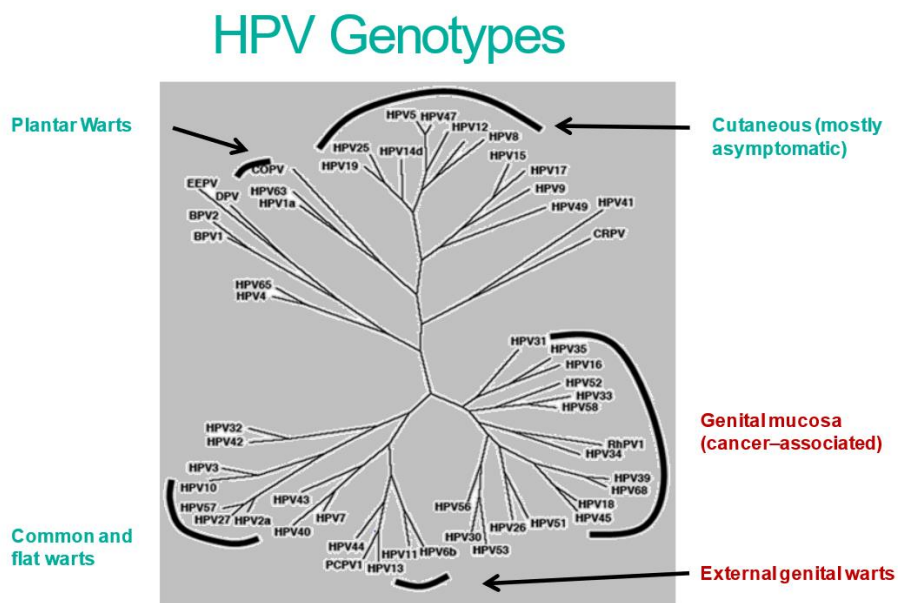 HPV Genotypes
Plantar Warts
Cutaneous (mostly
asymptomatic)
HPV5
HPV47
HPV12
HPV8
HPV25
HPV14d
HPV19
HPV15
HPV17
HPV9
HPV49
HPV41
CRPV
COPV
HPV63
HPV1a
EEPV
DPV
BPV2
BPV1
HPV65
HPV4
HPV31
HPV35
HPV16
HPV52
HPV33
HPV58
RhPV1
HPV34
HPV39
HPV68
HPV18
HPV45
HPV51
HPV26
HPV56
HPV30
HPV53
Genital mucosa
(cancer–associated)
HPV32
HPV42
HPV3
HPV10
HPV57
HPV27
HPV2a
HPV43
HPV7
HPV40
HPV44
PCPV1
HPV13
HPV11
HPV6b
Common and
flat warts
External genital warts